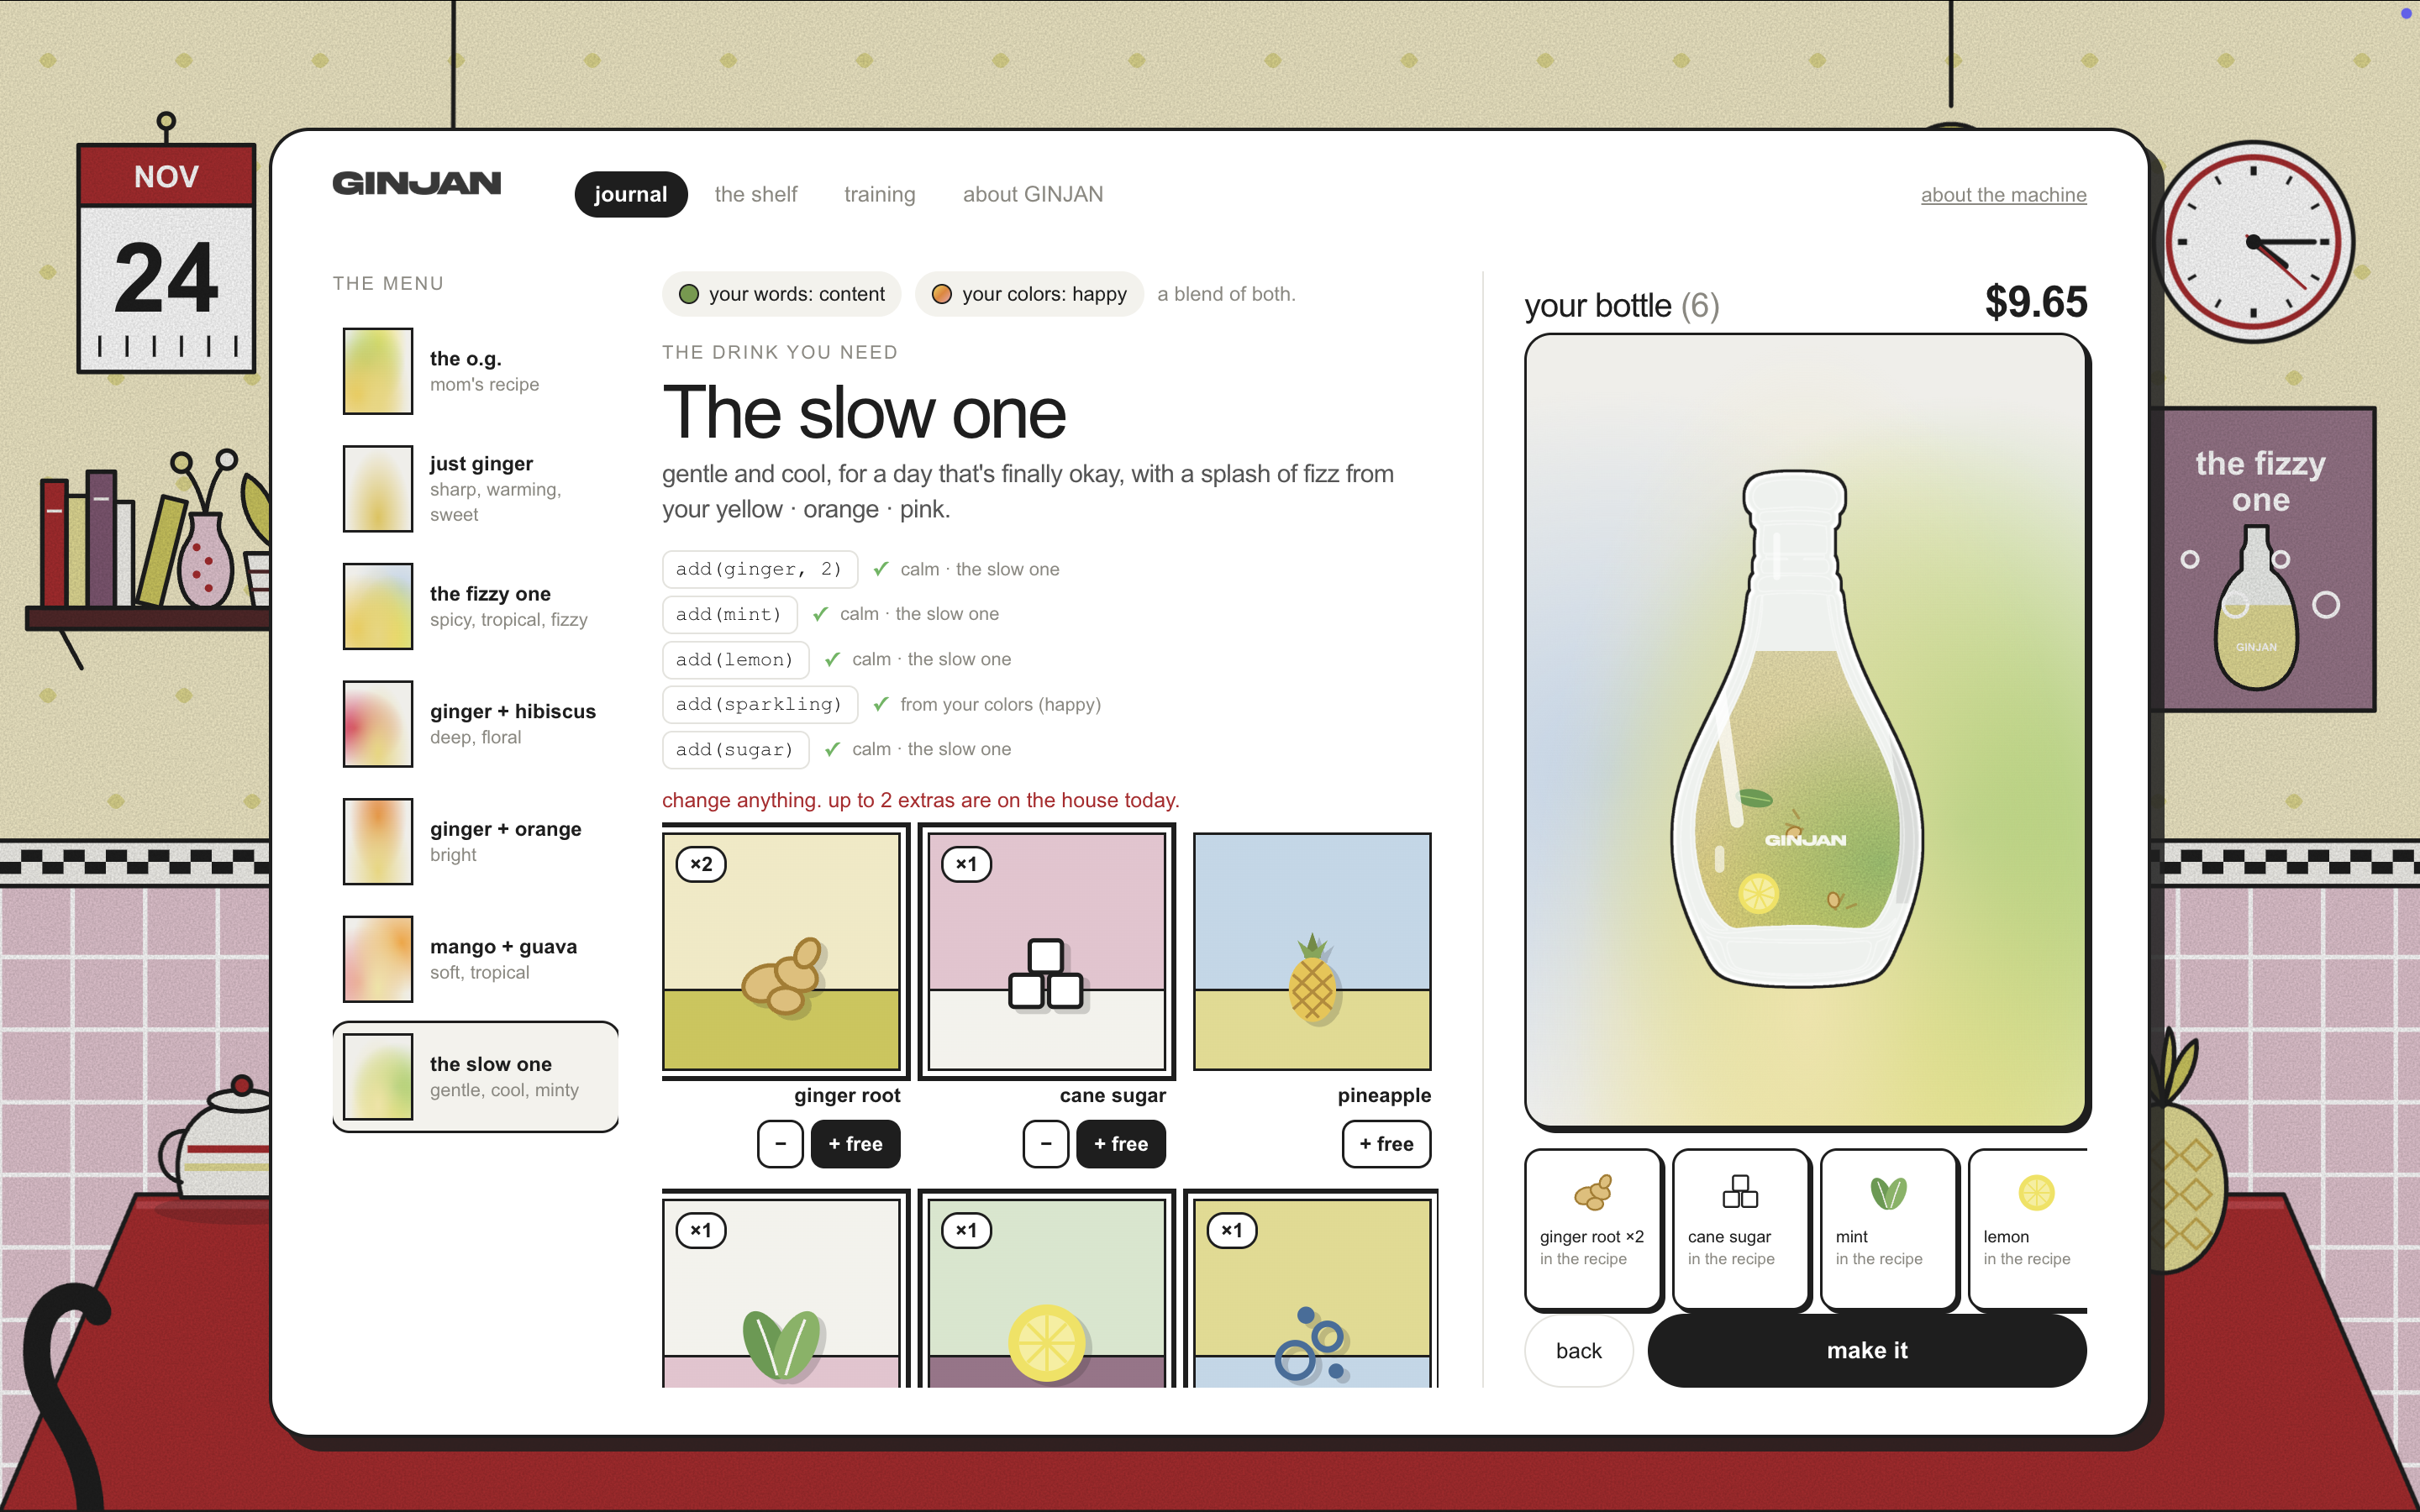 NOV
24
GINJAN
journal
the shelf
training
about GINJAN
about the machine
THE MENU
the o.g.
mom's recipe
just ginger
sharp, warming,
sweet
the fizzy one
spicy, tropical, fizzy
ginger + hibiscus
deep, floral
ginger + orange
bright
mango + guava
soft, tropical
the slow one
gentle, cool, minty
your words: content
your colors: happy
a blend of both.
THE DRINK YOU NEED
The slow one
gentle and cool, for a day that's finally okay, with a splash of fizz from
your yellow · orange · pink.
add(ginger, 2) ✓ calm · the slow one
add(mint) ✓ calm · the slow one
add(lemon) ✓ calm · the slow one
add(sparkling) ✓ from your colors (happy)
add(sugar) ✓ calm · the slow one
change anything. up to 2 extras are on the house today.
×2
×1
ginger root
cane sugar
pineapple
− + free
− + free
+ free
×1
×1
×1
your bottle (6)
$9.65
GINJAN
ginger root ×2
in the recipe
cane sugar
in the recipe
mint
in the recipe
lemon
in the recipe
back
make it
the fizzy
one
GINJAN